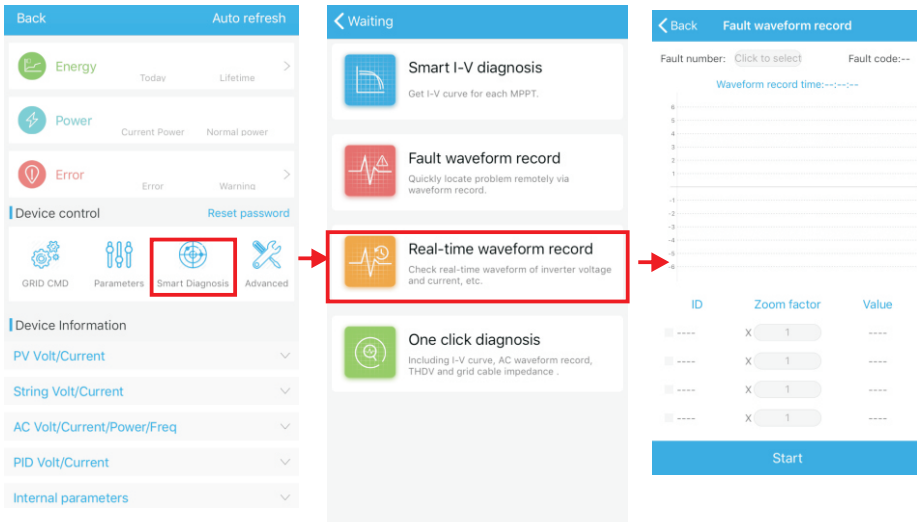 Back Auto refresh
Energy
Today Lifetime
Power
Current Power Normal power
Error
Error Warning
Device control Reset password
GRID CMD Parameters Smart Diagnosis Advanced
Device Information
PV Volt/Current
String Volt/Current
AC Volt/Current/Power/Freq
PID Volt/Current
Internal parameters
Waiting
Smart I-V diagnosis
Get I-V curve for each MPPT.
Fault waveform record
Quickly locate problem remotely via
waveform record.
Real-time waveform record
Check real-time waveform of inverter voltage
and current, etc.
One click diagnosis
Including I-V curve, AC waveform record,
THDV and grid cable impedance .
Back Fault waveform record
Fault number: Click to select Fault code:--
Waveform record time:--:--:--
6
5
4
3
2
1
-1
-2
-3
-4
-5
-6
ID Zoom factor Value
---- X 1 ----
---- X 1 ----
---- X 1 ----
---- X 1 ----
Start